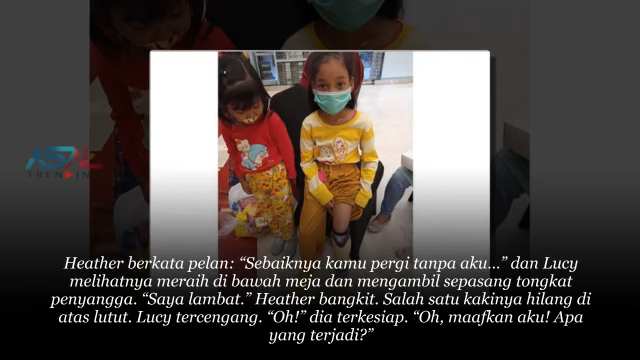 ASAL
TRENDING
Heather berkata pelan: “Sebaiknya kamu pergi tanpa aku...” dan Lucy
melihatnya meraih di bawah meja dan mengambil sepasang tongkat
penyangga. “Saya lambat.” Heather bangkit. Salah satu kakinya hilang di
atas lutut. Lucy tercengang. “Oh!” dia terkesiap. “Oh, maafkan aku! Apa
yang terjadi?”